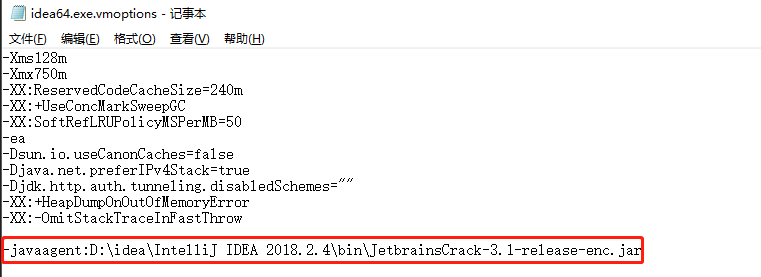 idea64.exe.vmoptions - 记事本
文件(F) 编辑(E) 格式(O) 查看(V) 帮助(H)
-Xms128m
-Xmx750m
-XX:ReservedCodeCacheSize=240m
-XX:+UseConcMarkSweepGC
-XX:SoftRefLRUPolicyMSPerMB=50
-ea
-Dsun.io.useCanonCaches=false
-Djava.net.preferIPv4Stack=true
-Djdk.http.auth.tunneling.disabledSchemes=""
-XX:+HeapDumpOnOutOfMemoryError
-XX:-OmitStackTraceInFastThrow
-javaagent:D:\idea\IntelliJ IDEA 2018.2.4\bin\JetbrainsCrack-3.1-release-enc.jar